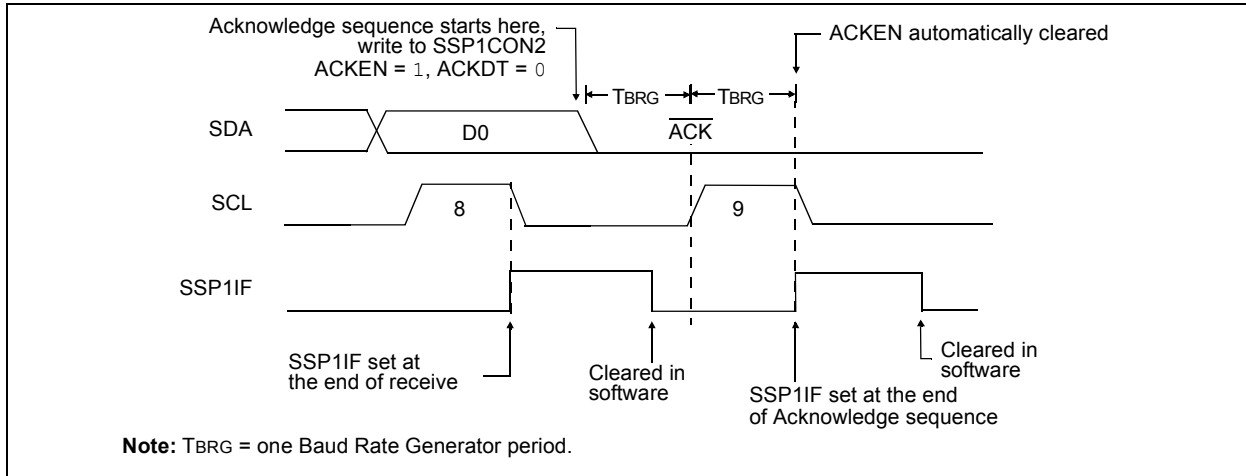 Acknowledge sequence starts here,
write to SSP1CON2
ACKEN = 1, ACKDT = 0
ACKEN automatically cleared
TBRG
TBRG
SDA
D0
ACK
SCL
8
9
SSP1IF
SSP1IF set at
the end of receive
Cleared in
software
SSP1IF set at the end
of Acknowledge sequence
Cleared in
software
Note: TBRG = one Baud Rate Generator period.